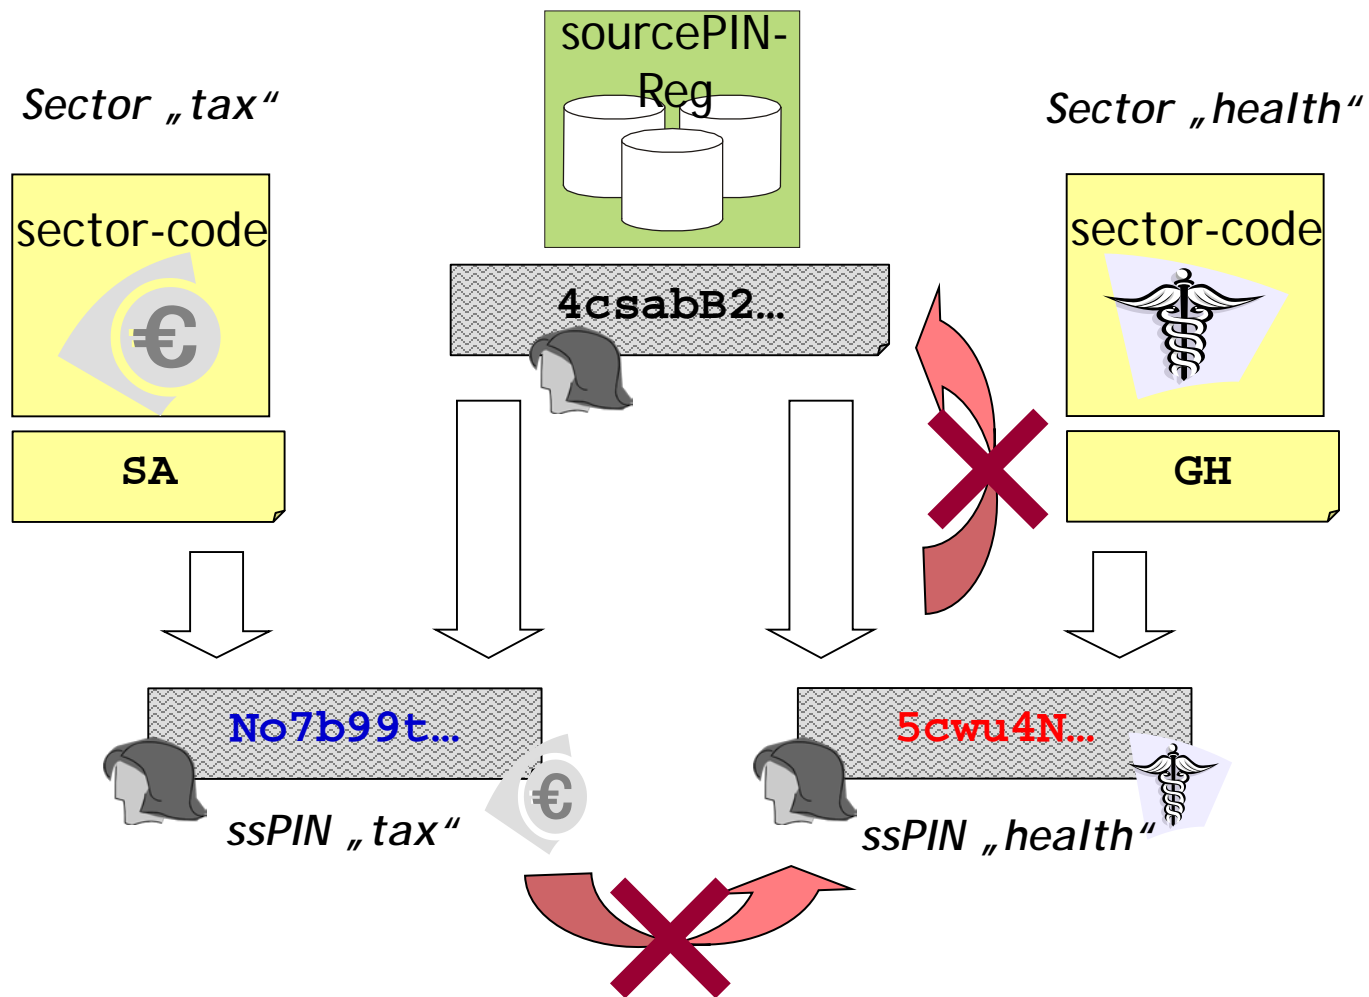 sourcePIN-
Reg
Sector „tax“
Sector „health“
sector-code
sector-code
€
4csabB2…
SA
GH
No7b99t…
5cwu4N…
€
ssPIN „tax“
ssPIN „health“